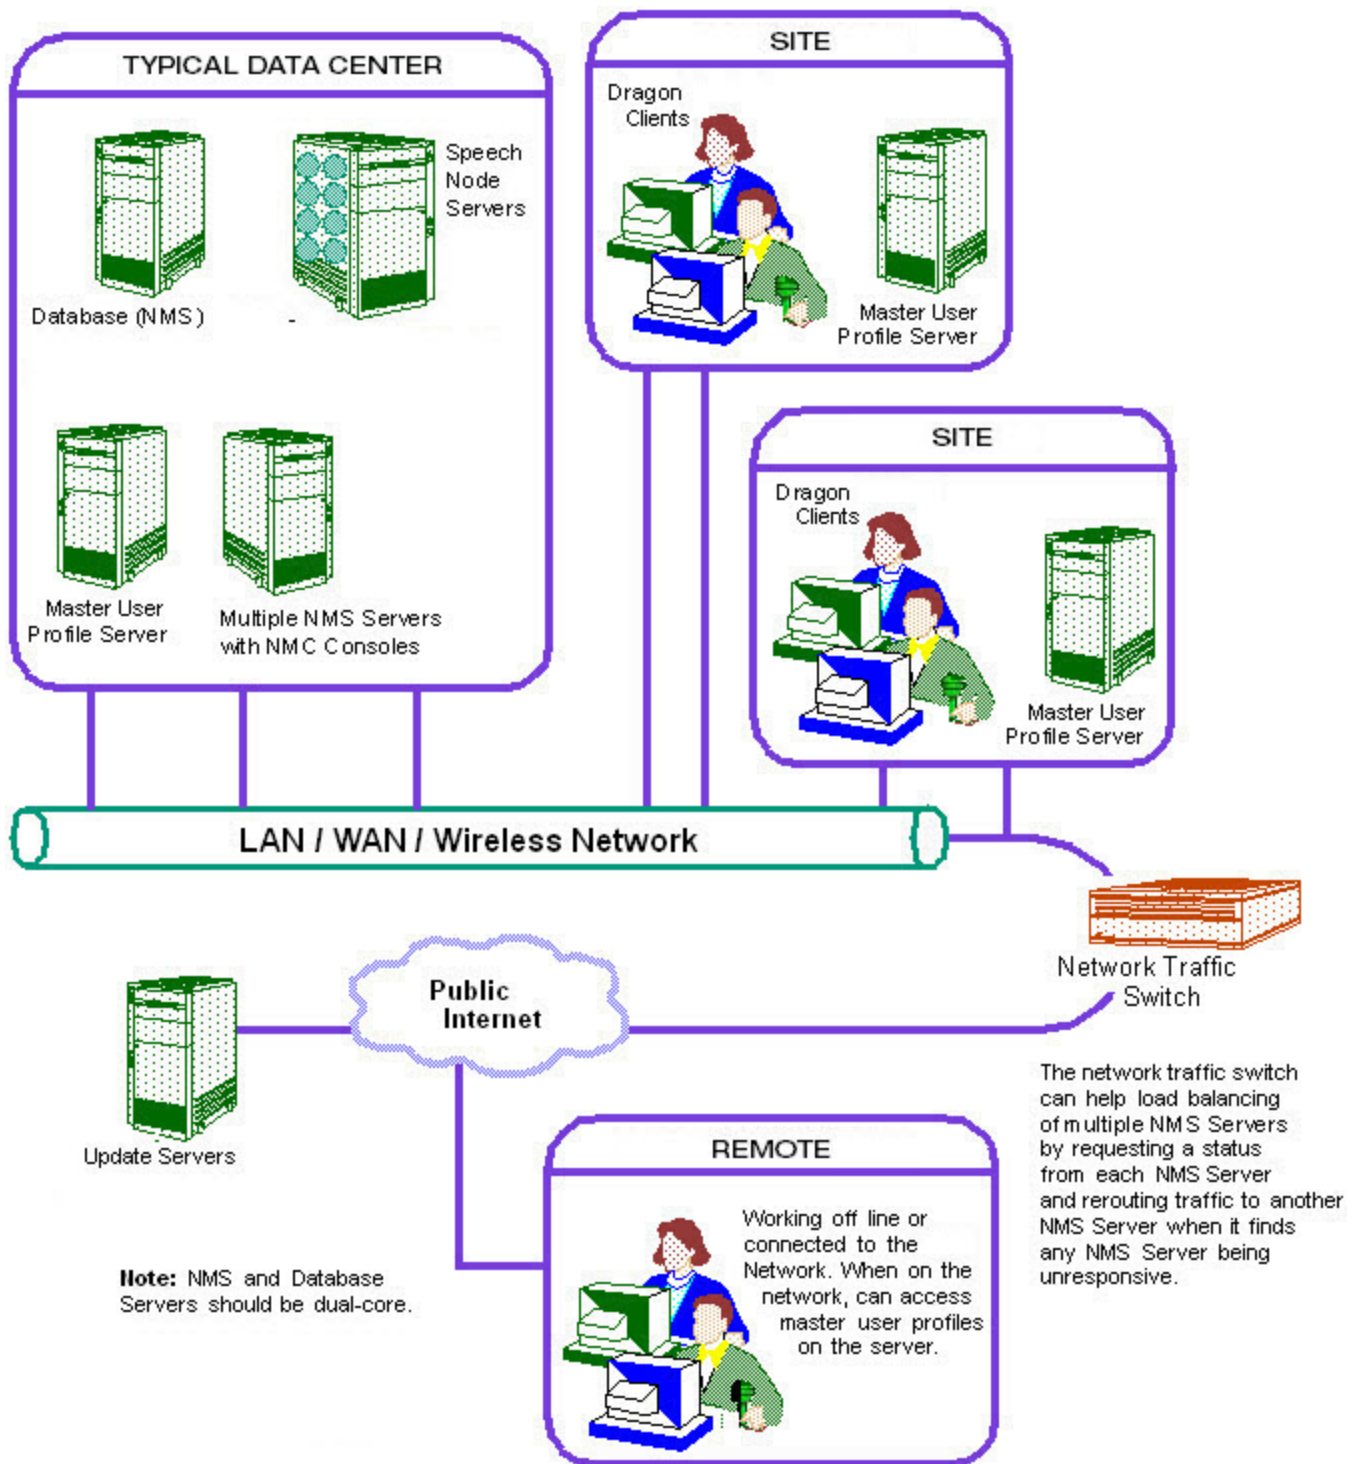 TYPICAL DATA CENTER
Database (NMS)
Speech
Node
Servers
-
Master User
Profile Server
Multiple NMS Servers
with NMC Consoles
SITE
Dragon
Clients
Master User
Profile Server
SITE
Dragon
Clients
Master User
Profile Server
LAN / WAN / Wireless Network
Network Traffic
Switch
Public
Internet
Update Servers
The network traffic switch
can help load balancing
of multiple NMS Servers
by requesting a status
from each NMS Server
and rerouting traffic to another
NMS Server when it finds
any NMS Server being
unresponsive.
REMOTE
Working off line or
connected to the
Network. When on the
network, can access
master user profiles
on the server.
Note: NMS and Database
Servers should be dual-core.